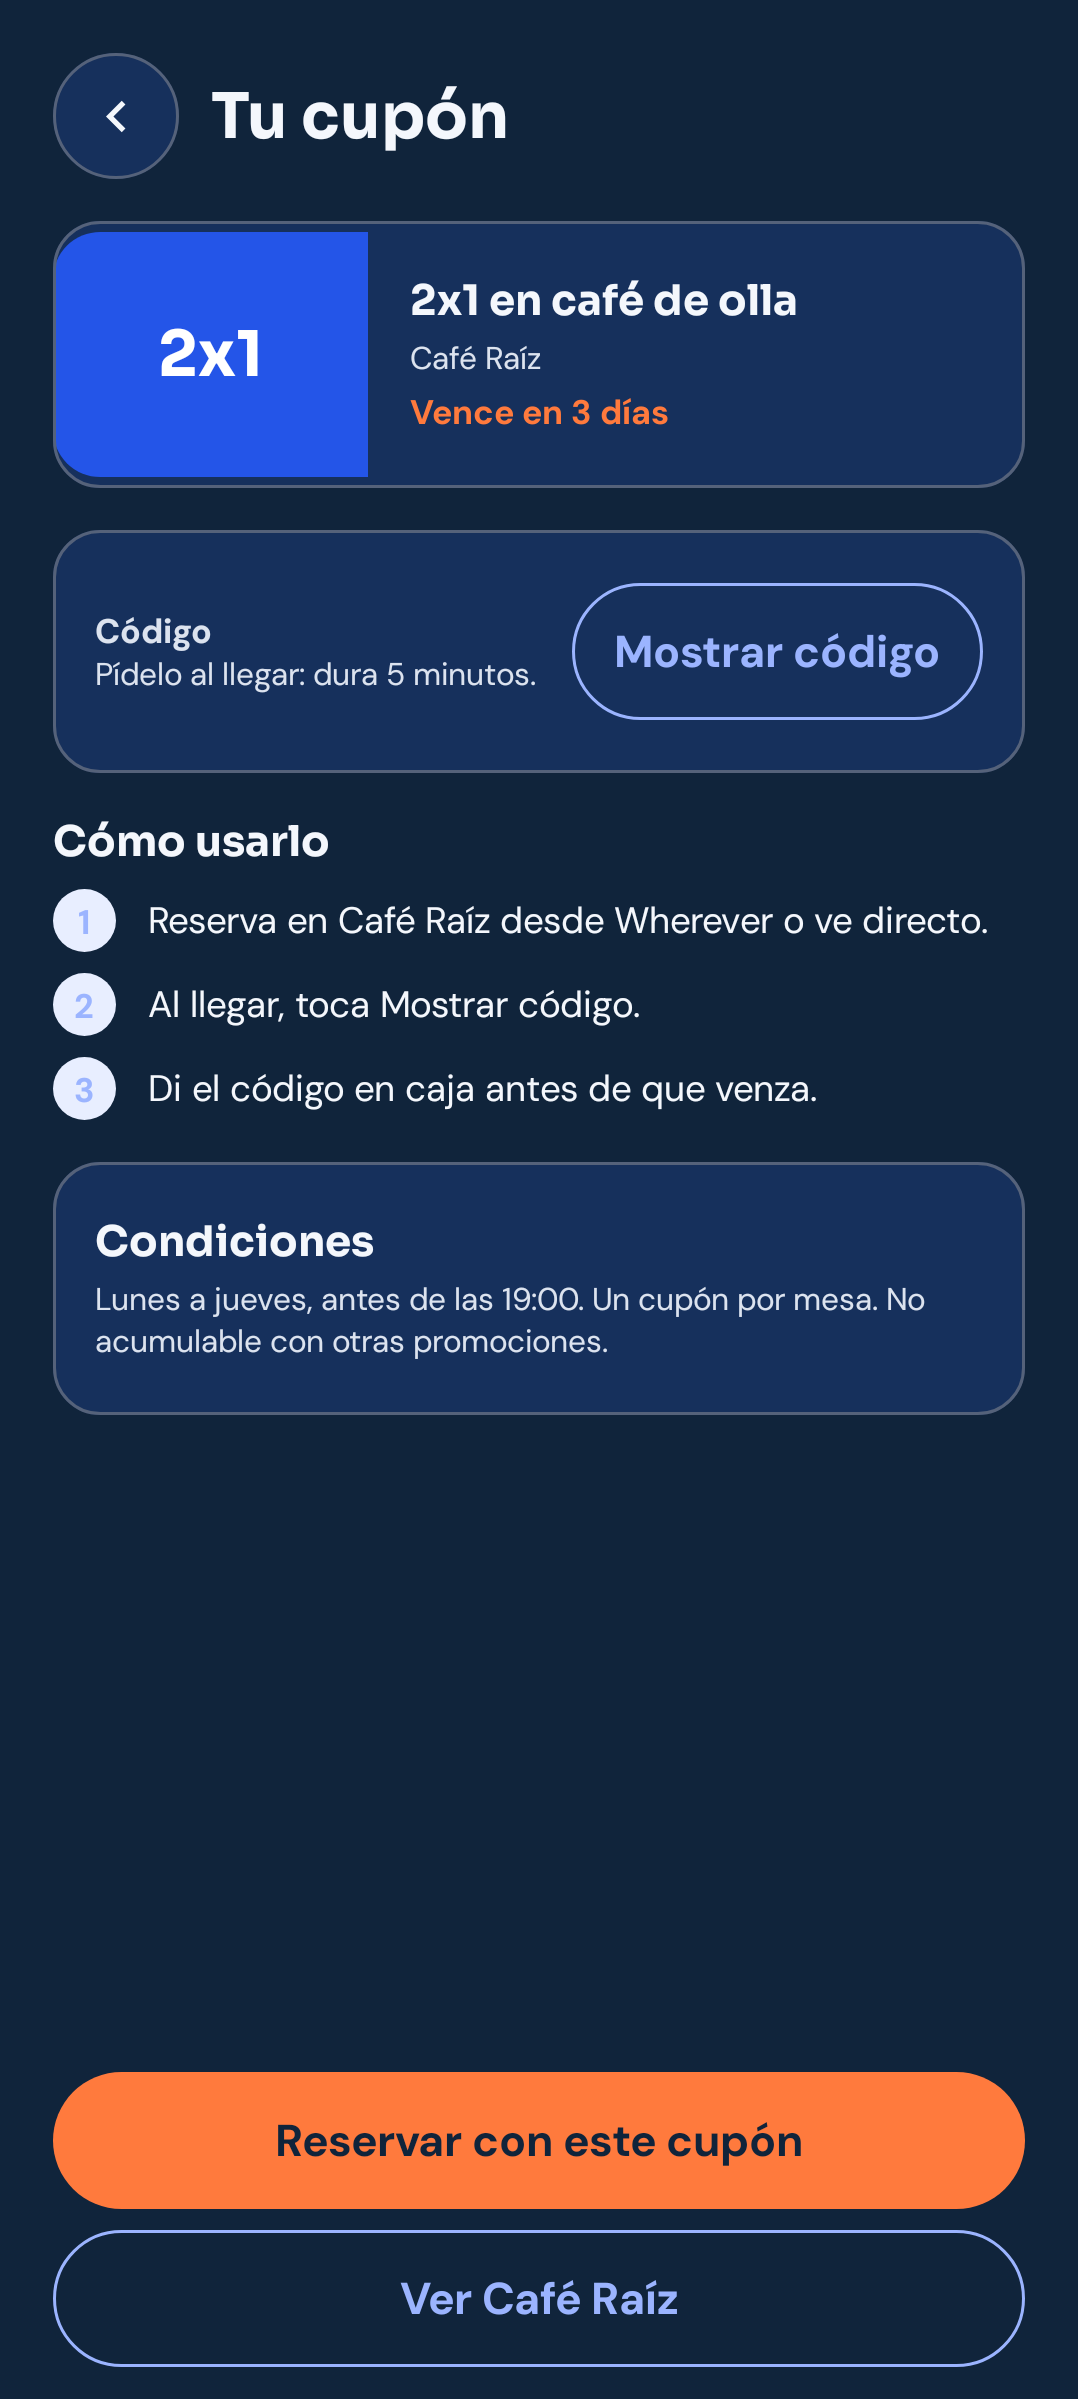 Tu cupón
2x1
2x1 en café de olla
Café Raíz
Vence en 3 días
Código
Pídelo al llegar: dura 5 minutos.
Mostrar código
Cómo usarlo
1 Reserva en Café Raíz desde Wherever o ve directo.
2 Al llegar, toca Mostrar código.
3 Di el código en caja antes de que venza.
Condiciones
Lunes a jueves, antes de las 19:00. Un cupón por mesa. No
acumulable con otras promociones.
Reservar con este cupón
Ver Café Raíz